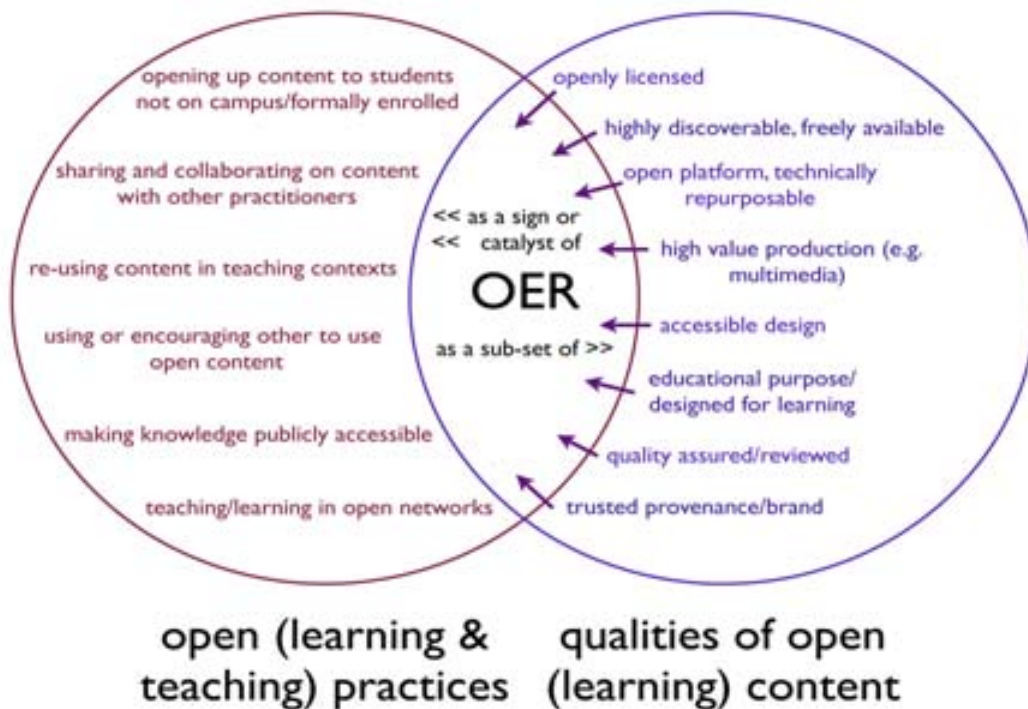 opening up content to students
not on campus/formally enrolled
sharing and collaborating on content
with other practitioners
re-using content in teaching contexts
using or encouraging other to use
open content
making knowledge publicly accessible
teaching/learning in open networks
<< as a sign or
<< catalyst of
OER
as a sub-set of >>
openly licensed
highly discoverable, freely available
open platform, technically
repurposable
high value production (e.g.
multimedia)
accessible design
educational purpose/
designed for learning
quality assured/reviewed
trusted provenance/brand
open (learning &
teaching) practices
qualities of open
(learning) content